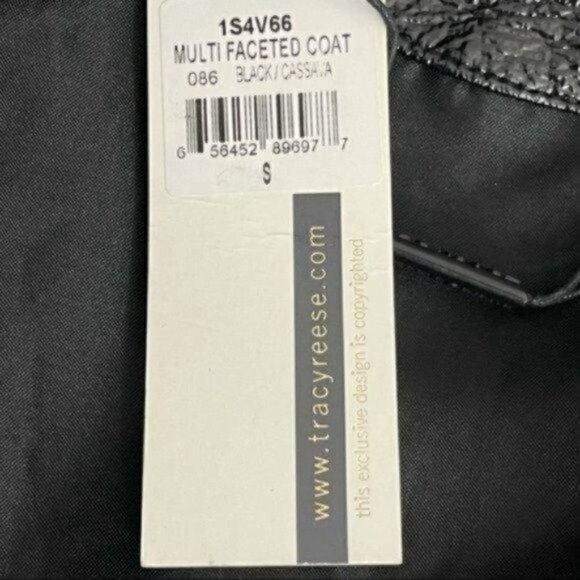 1S4V66
MULTI FACETED COAT
086 BLACK/CASSAVA
6 56452 89697 7
S
www.tracyreese.com
this exclusive design is copyrighted